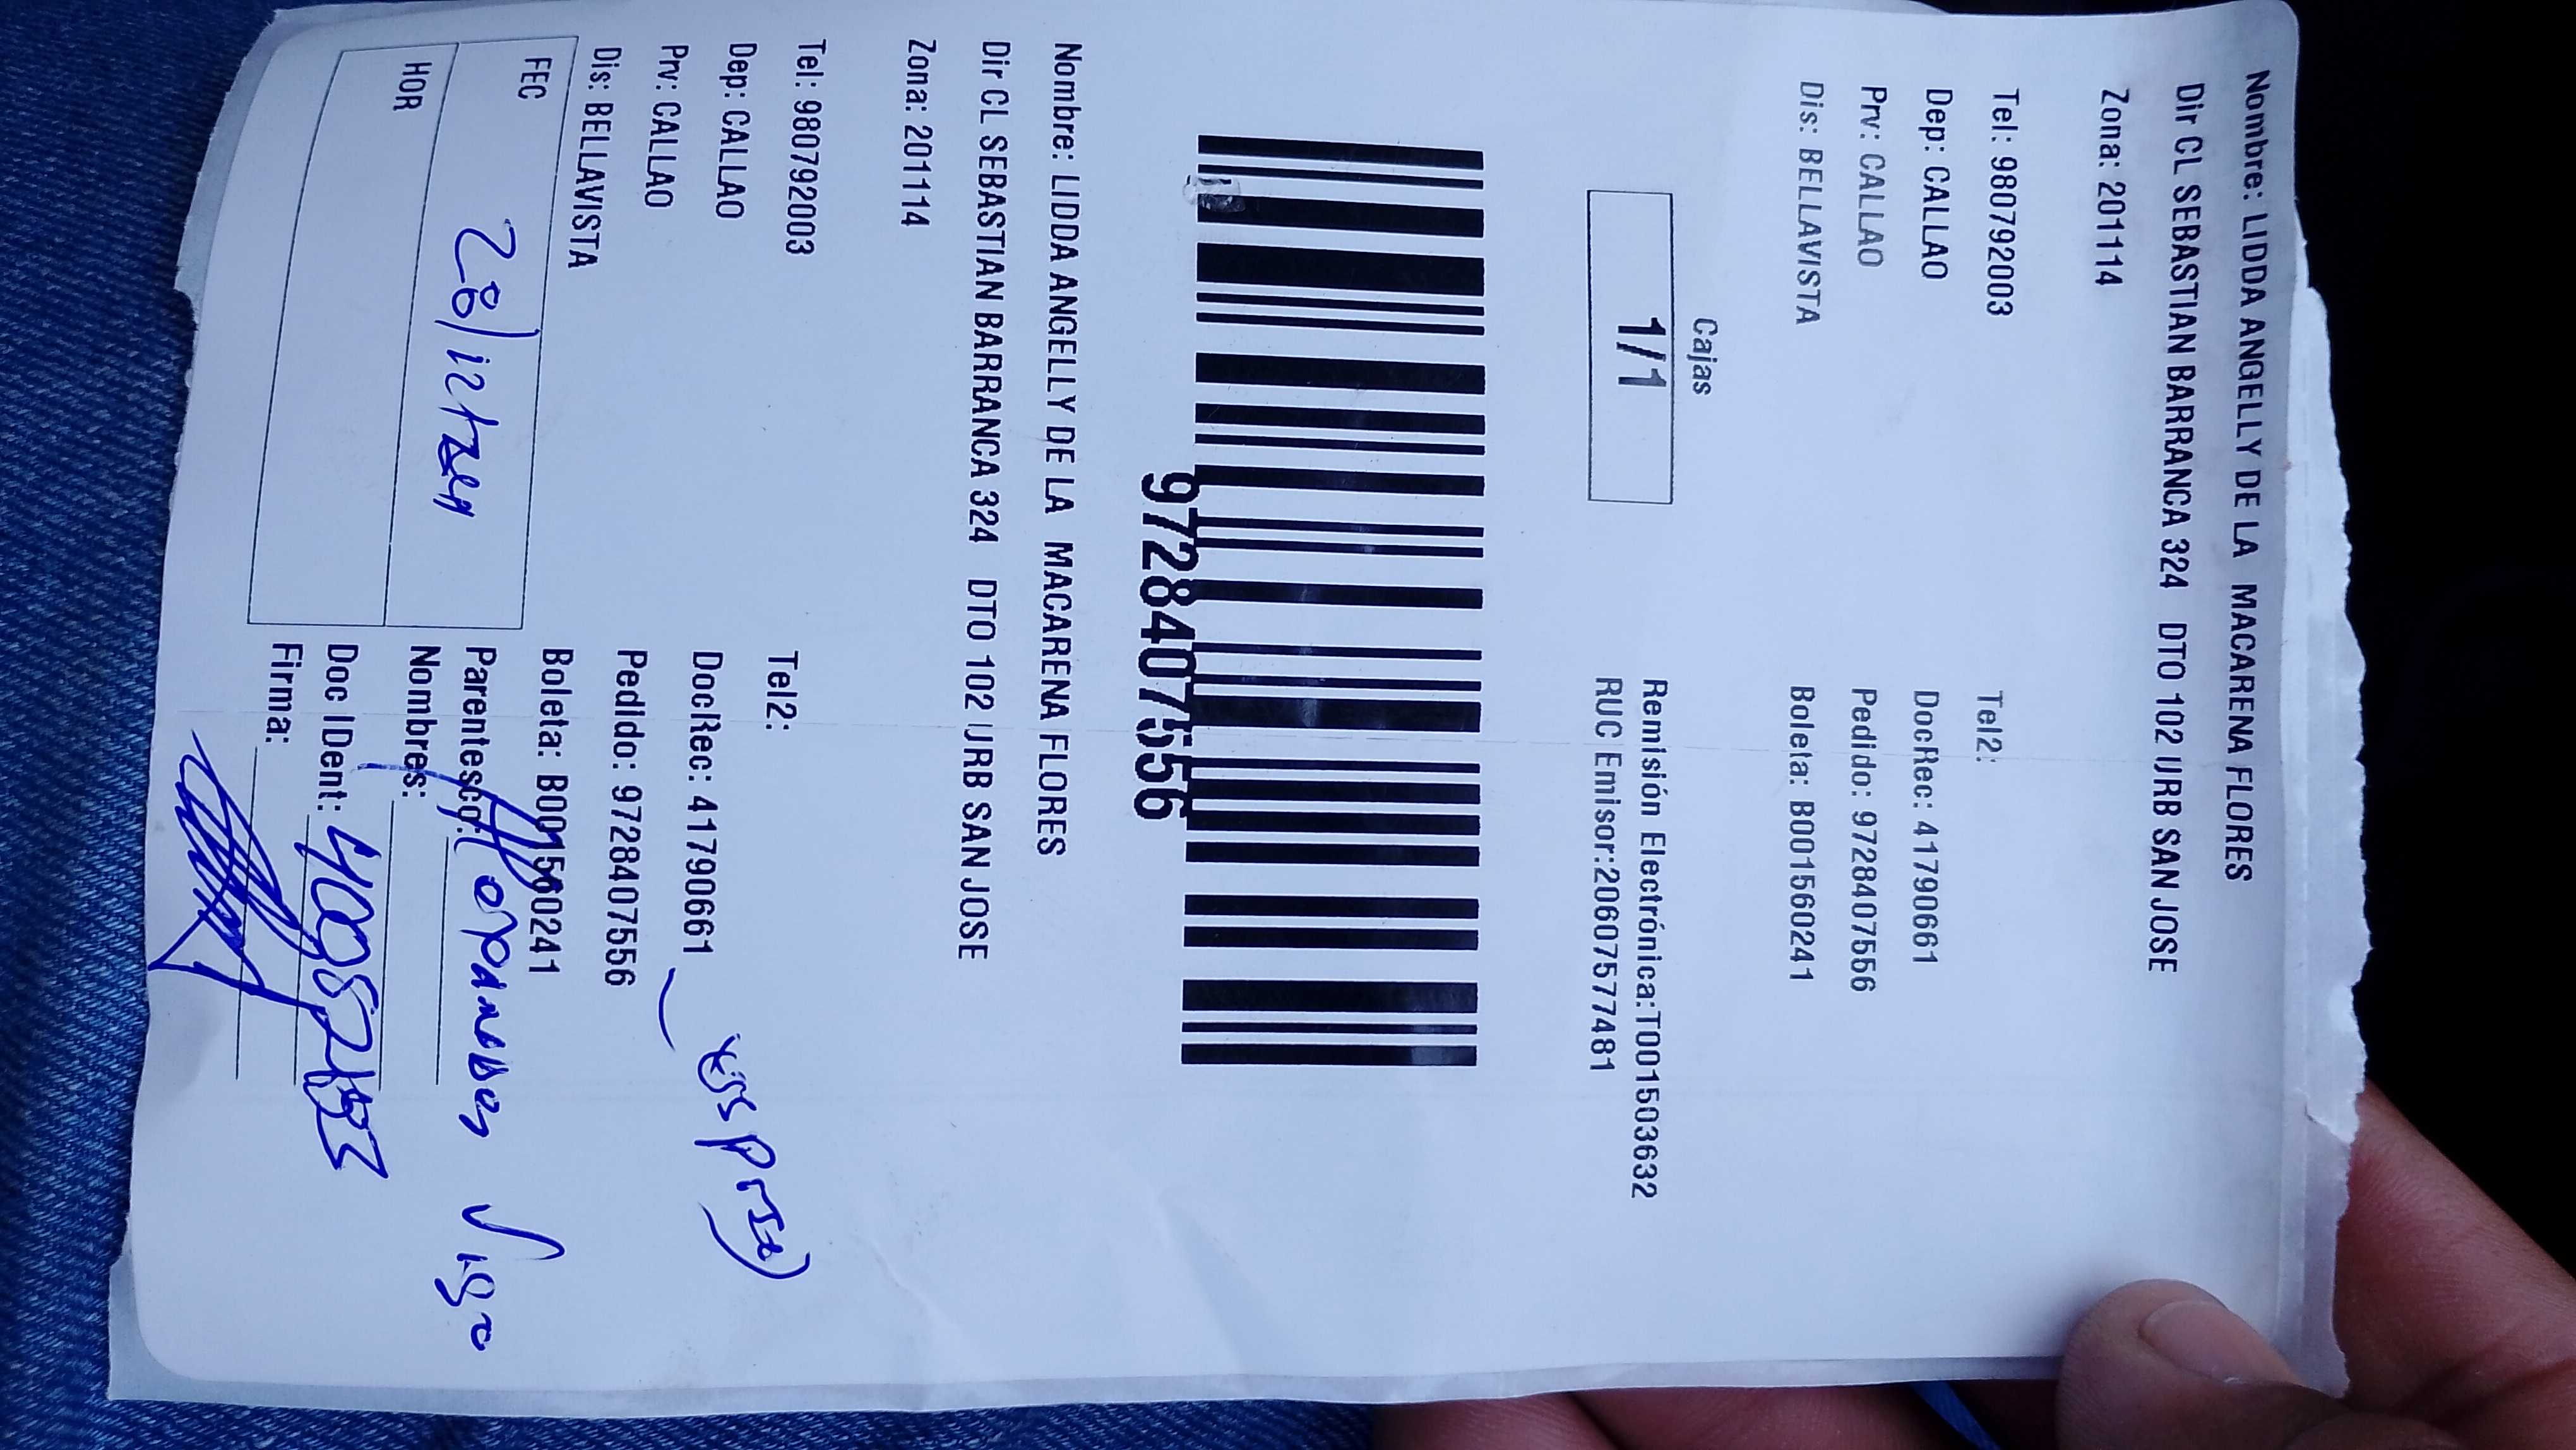 Nombre: LIDDA ANGELLY DE LA MACARENA FLORES
Dir CL SEBASTIAN BARRANCA 324 DTO 102 URB SAN JOSE
Zona: 201114
Tel: 980792003 Tel2:
Dep: CALLAO DocRec: 41790661
Prv: CALLAO Pedido: 9728407556
Dis: BELLAVISTA Boleta: B001560241
Cajas
1/1
Remisión Electrónica:T001503632
RUC Emisor:20607577481
9728407556
Nombre: LIDDA ANGELLY DE LA MACARENA FLORES
Dir CL SEBASTIAN BARRANCA 324 DTO 102 URB SAN JOSE
Zona: 201114
Tel: 980792003 Tel2:
Dep: CALLAO DocRec: 41790661
Prv: CALLAO Pedido: 9728407556
Dis: BELLAVISTA Boleta: B001560241
FEC Parentesco:
Nombres: Vigo
HOR Doc IDent:
Firma: